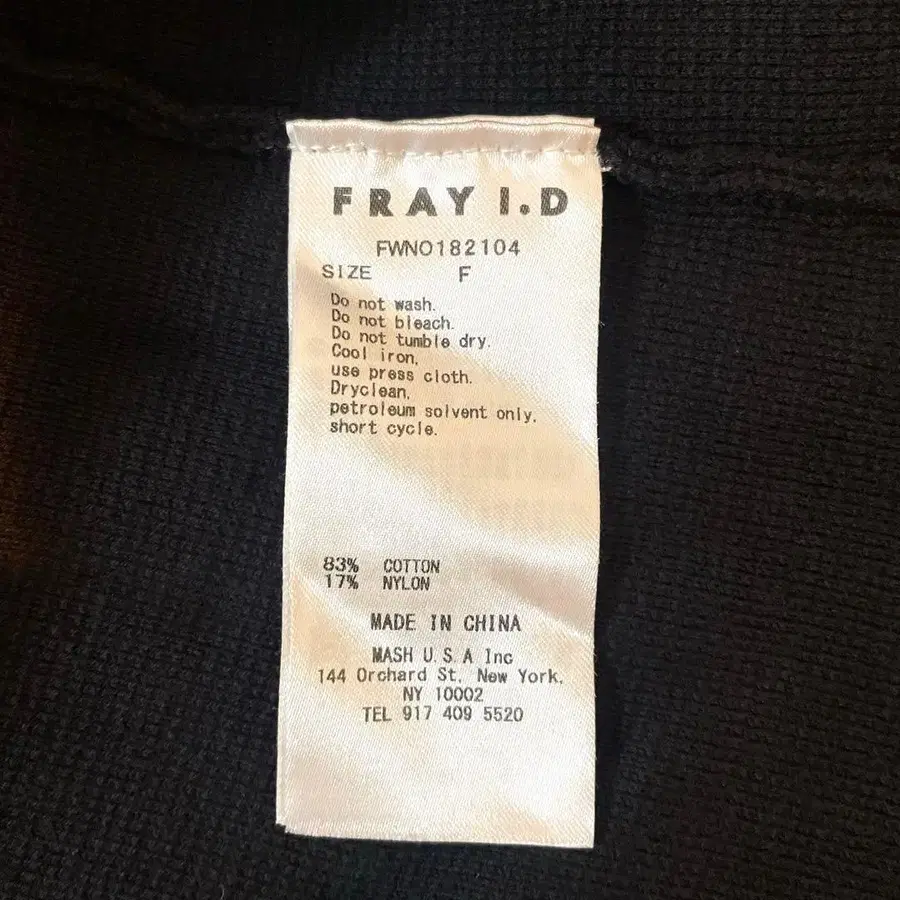 FRAY I.D
FWNO182104
SIZE F
Do not wash.
Do not bleach.
Do not tumble dry.
Cool iron,
use press cloth.
Dryclean,
petroleum solvent only,
short cycle.
83% COTTON
17% NYLON
MADE IN CHINA
MASH U.S.A Inc
144 Orchard St, New York,
NY 10002
TEL 917 409 5520